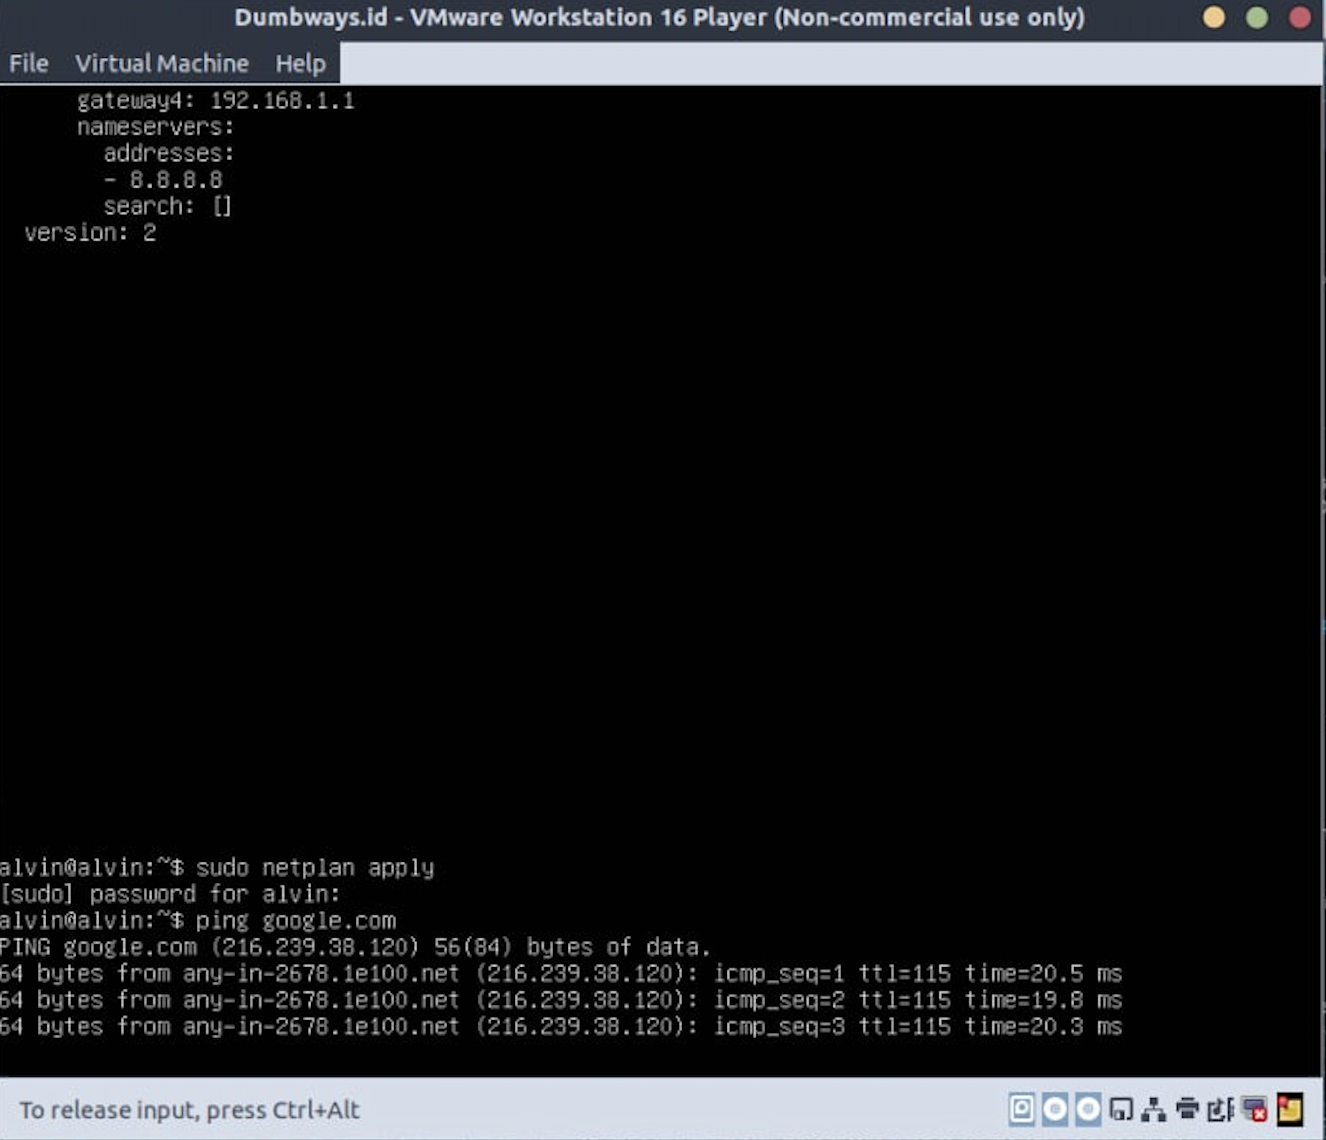 Dumbways.id - VMware Workstation 16 Player (Non-commercial use only)
File Virtual Machine Help
gateway4: 192.168.1.1
nameservers:
addresses:
- 8.8.8.8
search: []
version: 2
alvin@alvin:~$ sudo netplan apply
[sudo] password for alvin:
alvin@alvin:~$ ping google.com
PING google.com (216.239.38.120) 56(84) bytes of data.
64 bytes from any-in-2678.1e100.net (216.239.38.120): icmp_seq=1 ttl=115 time=20.5 ms
64 bytes from any-in-2678.1e100.net (216.239.38.120): icmp_seq=2 ttl=115 time=19.8 ms
64 bytes from any-in-2678.1e100.net (216.239.38.120): icmp_seq=3 ttl=115 time=20.3 ms
To release input, press Ctrl+Alt